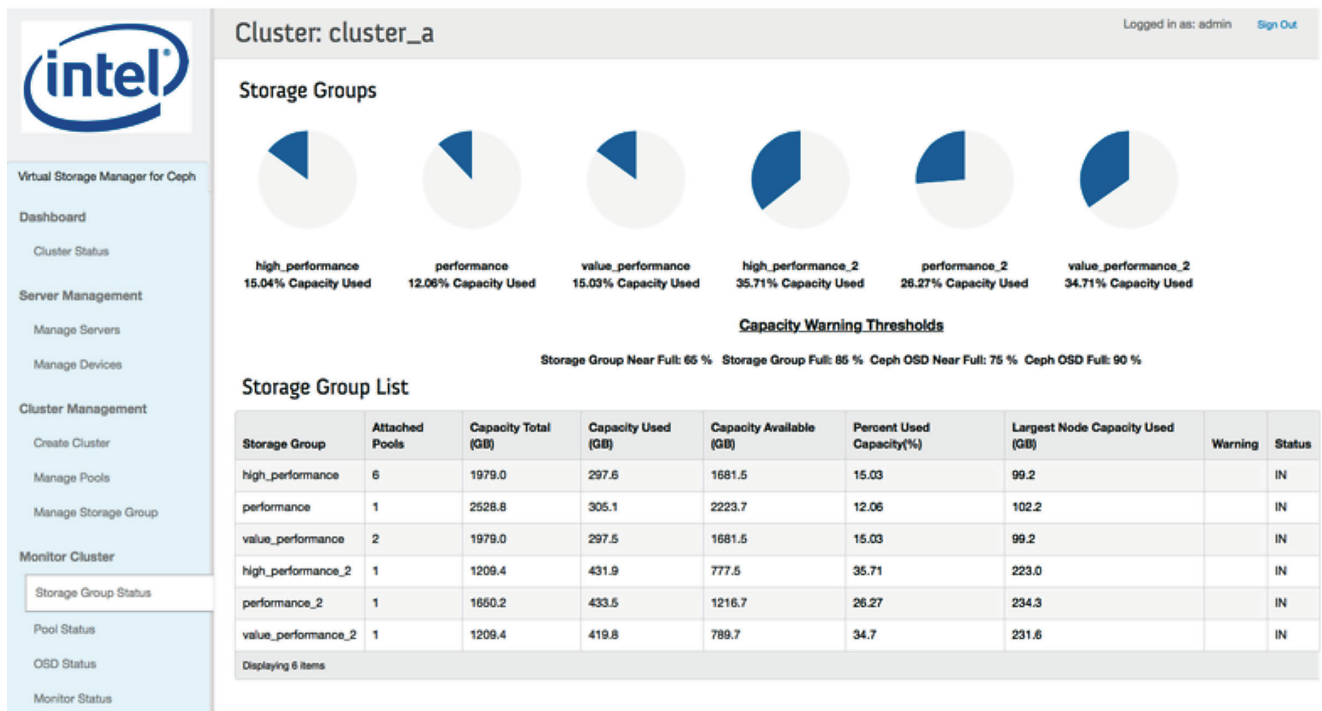 intel
Cluster: cluster_a
Logged in as: admin Sign Out
Virtual Storage Manager for Ceph
Dashboard
Cluster Status
Server Management
Manage Servers
Manage Devices
Cluster Management
Create Cluster
Manage Pools
Manage Storage Group
Monitor Cluster
Storage Group Status
Pool Status
OSD Status
Monitor Status
Storage Groups
high_performance
15.04% Capacity Used
performance
12.06% Capacity Used
value_performance
15.03% Capacity Used
high_performance_2
35.71% Capacity Used
performance_2
26.27% Capacity Used
value_performance_2
34.71% Capacity Used
Capacity Warning Thresholds
Storage Group Near Full: 65 % Storage Group Full: 85 % Ceph OSD Near Full: 75 % Ceph OSD Full: 90 %
Storage Group List
Storage Group Attached Pools Capacity Total (GB) Capacity Used (GB) Capacity Available (GB) Percent Used Capacity(%) Largest Node Capacity Used (GB) Warning Status
high_performance 6 1979.0 297.6 1681.5 15.03 99.2 IN
performance 1 2528.8 305.1 2223.7 12.06 102.2 IN
value_performance 2 1979.0 297.5 1681.5 15.03 99.2 IN
high_performance_2 1 1209.4 431.9 777.5 35.71 223.0 IN
performance_2 1 1650.2 433.5 1216.7 26.27 234.3 IN
value_performance_2 1 1209.4 419.8 789.7 34.7 231.6 IN
Displaying 6 items